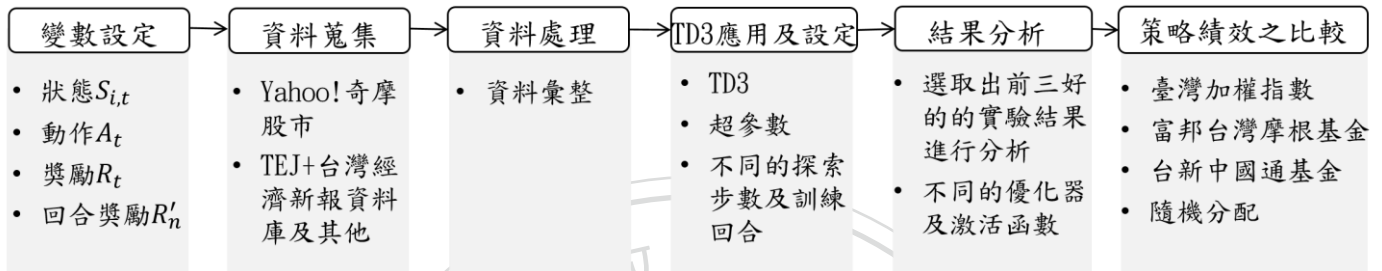 變數設定
• 狀態S_{i,t}
• 動作A_t
• 獎勵R_t
• 回合獎勵R′_n
資料蒐集
• Yahoo!奇摩
股市
• TEJ+台灣經
濟新報資料
庫及其他
資料處理
• 資料彙整
TD3應用及設定
• TD3
• 超參數
• 不同的探索
步數及訓練
回合
結果分析
• 選取出前三好
的的實驗結果
進行分析
• 不同的優化器
及激活函數
策略績效之比較
• 臺灣加權指數
• 富邦台灣摩根基金
• 台新中國通基金
• 隨機分配